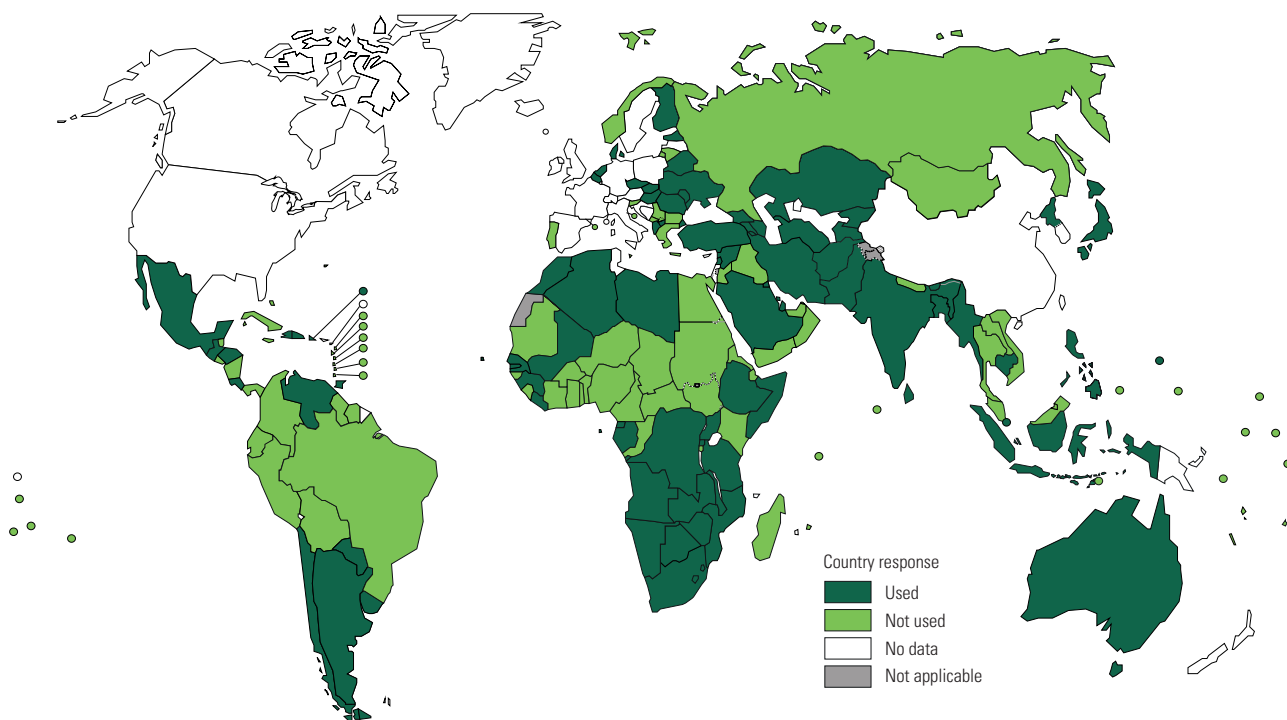 Country response
Used
Not used
No data
Not applicable